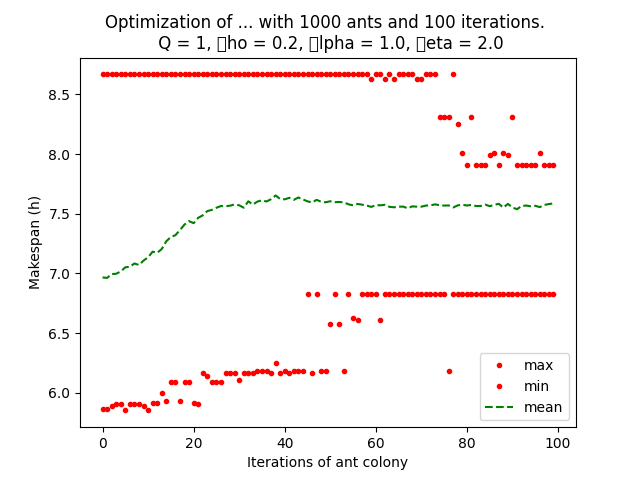 Optimization of ... with 1000 ants and 100 iterations.
Q = 1, ▯ho = 0.2, ▯lpha = 1.0, ▯eta = 2.0
8.5
8.0
7.5
7.0
6.5
6.0
Makespan (h)
max
min
mean
0 20 40 60 80 100
Iterations of ant colony